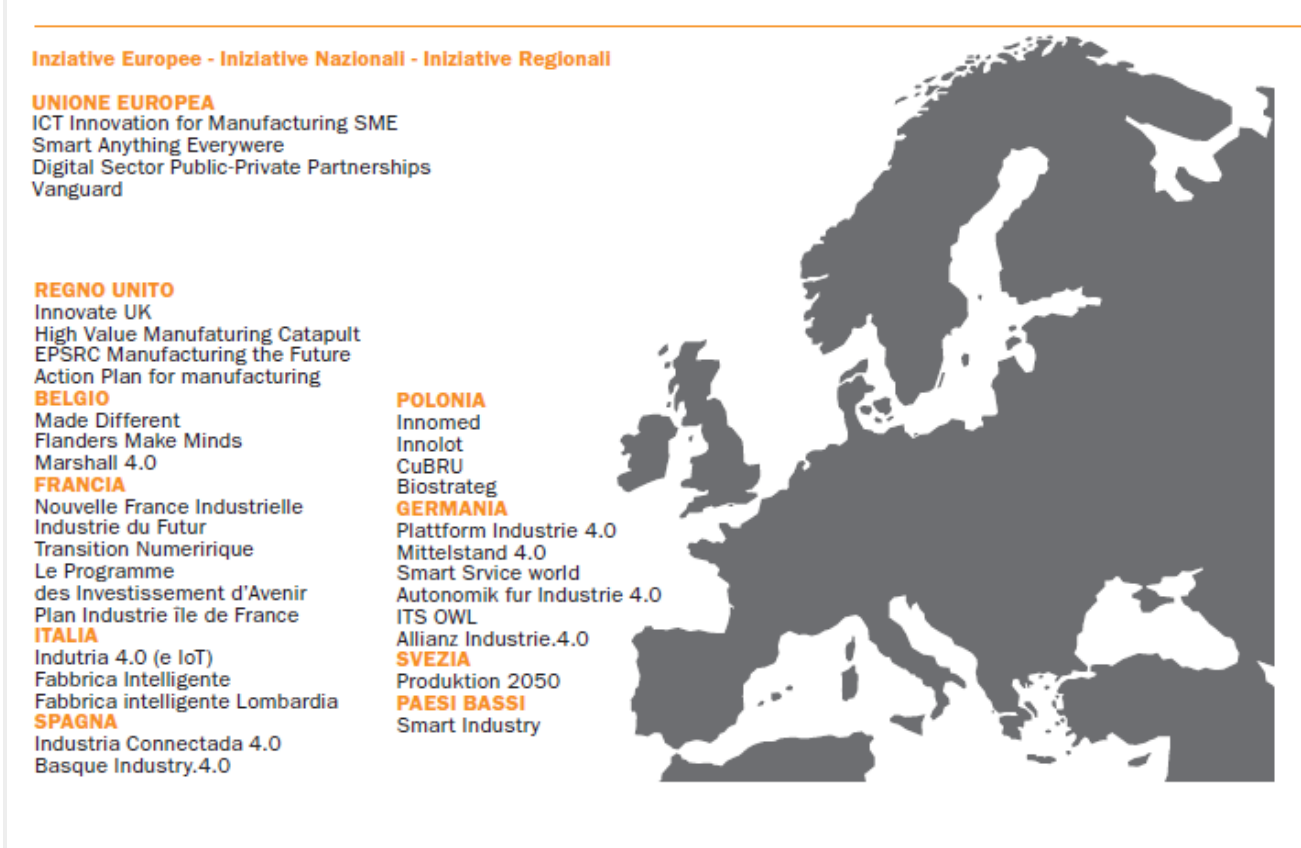 Inziative Europee - Iniziative Nazionali - Iniziative Regionali
UNIONE EUROPEA
ICT Innovation for Manufacturing SME
Smart Anything Everywere
Digital Sector Public-Private Partnerships
Vanguard
REGNO UNITO
Innovate UK
High Value Manufaturing Catapult
EPSRC Manufacturing the Future
Action Plan for manufacturing
BELGIO
Made Different
Flanders Make Minds
Marshall 4.0
FRANCIA
Nouvelle France Industrielle
Industrie du Futur
Transition Numeririque
Le Programme
des Investissement d'Avenir
Plan Industrie île de France
ITALIA
Indutria 4.0 (e IoT)
Fabbrica Intelligente
Fabbrica intelligente Lombardia
SPAGNA
Industria Connectada 4.0
Basque Industry.4.0
POLONIA
Innomed
Innolot
CuBRU
Biostrateg
GERMANIA
Plattform Industrie 4.0
Mittelstand 4.0
Smart Srvice world
Autonomik fur Industrie 4.0
ITS OWL
Allianz Industrie.4.0
SVEZIA
Produktion 2050
PAESI BASSI
Smart Industry